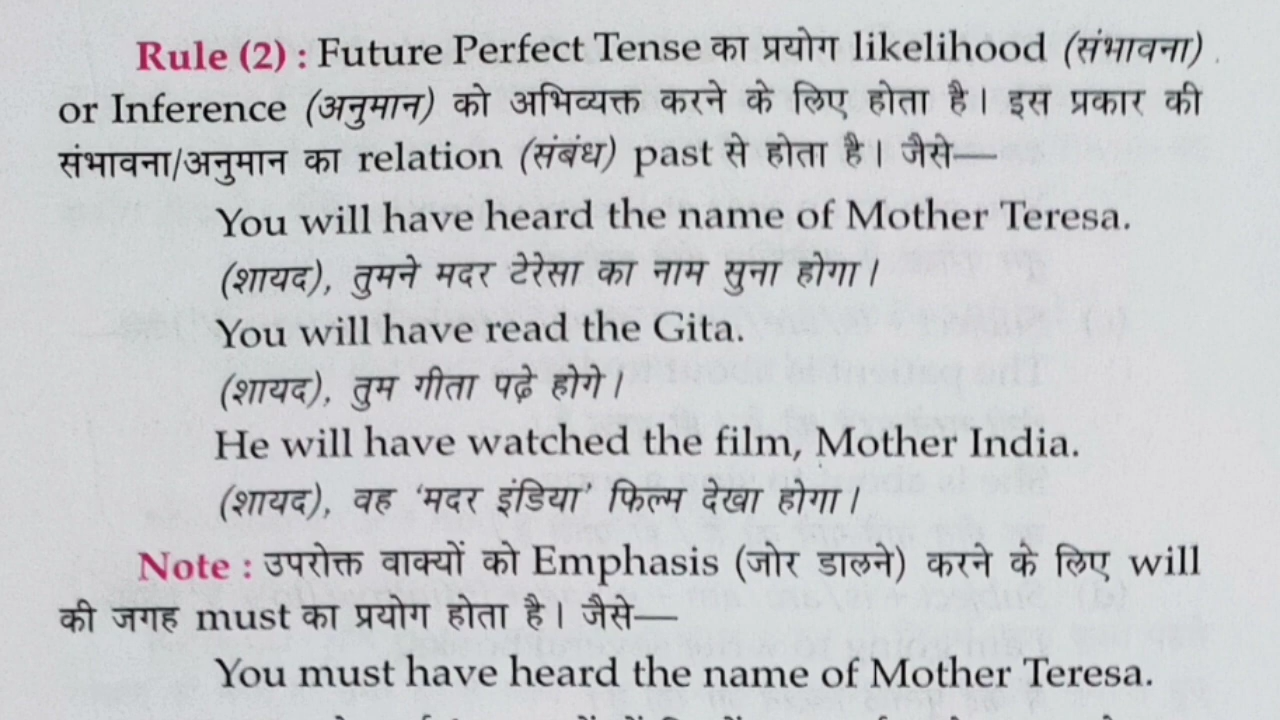 Rule (2) : Future Perfect Tense का प्रयोग likelihood (संभावना)
or Inference (अनुमान) को अभिव्यक्त करने के लिए होता है। इस प्रकार की
संभावना/अनुमान का relation (संबंध) past से होता है। जैसे—
You will have heard the name of Mother Teresa.
(शायद), तुमने मदर टेरेसा का नाम सुना होगा।
You will have read the Gita.
(शायद), तुम गीता पढ़े होगे।
He will have watched the film, Mother India.
(शायद), वह ‘मदर इंडिया’ फिल्म देखा होगा।
Note : उपरोक्त वाक्यों को Emphasis (जोर डालने) करने के लिए will
की जगह must का प्रयोग होता है। जैसे—
You must have heard the name of Mother Teresa.